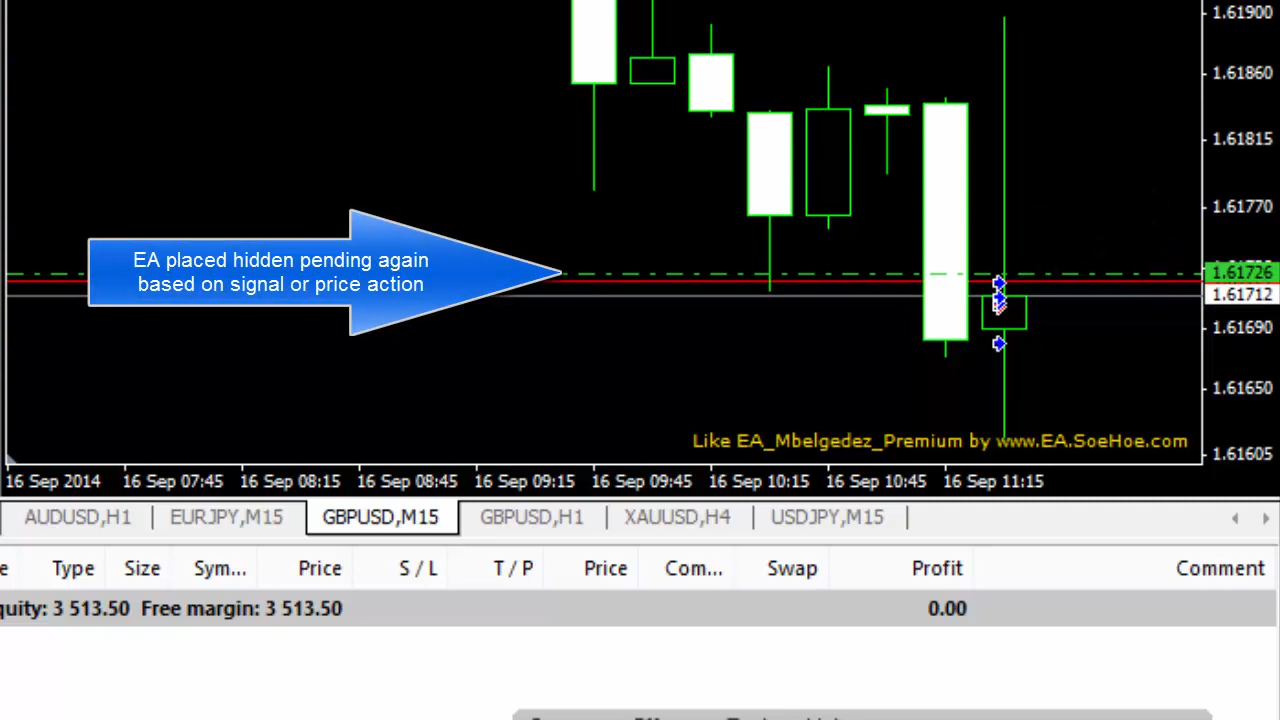 1.61900
1.61860
1.61815
1.61770
EA placed hidden pending again
based on signal or price action
1.61726
1.61712
1.61690
1.61650
Like EA_Mbelgedez_Premium by www.EA.SoeHoe.com
1.61605
16 Sep 2014 16 Sep 07:45 16 Sep 08:15 16 Sep 08:45 16 Sep 09:15 16 Sep 09:45 16 Sep 10:15 16 Sep 10:45 16 Sep 11:15
AUDUSD,H1 EURJPY,M15 GBPUSD,M15 GBPUSD,H1 XAUUSD,H4 USDJPY,M15
e Type Size Sym... Price S / L T / P Price Com... Swap Profit Comment
quity: 3 513.50 Free margin: 3 513.50 0.00